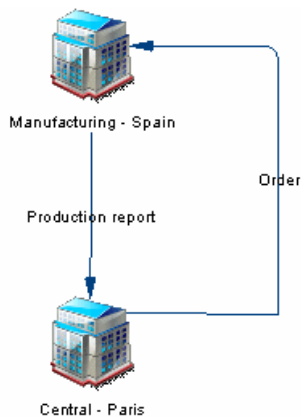 Manufacturing - Spain
Order
Production report
Central - Paris